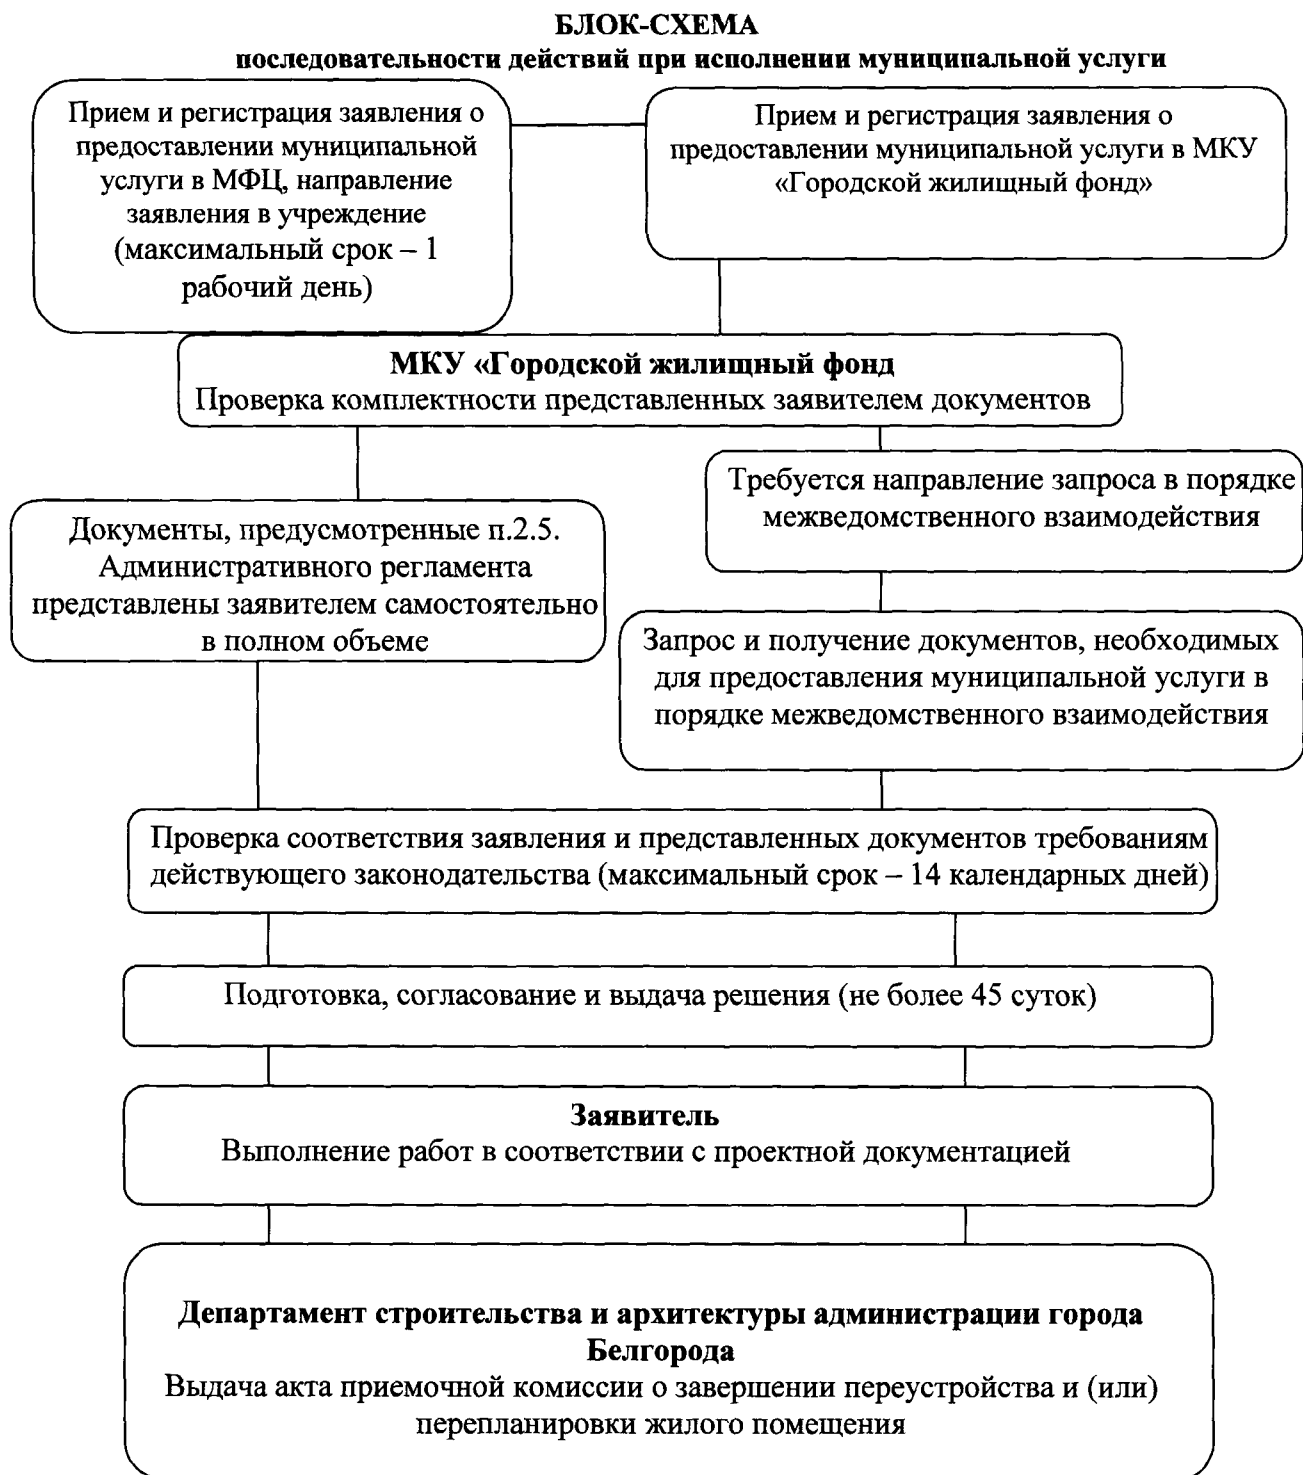 БЛОК-СХЕМА
последовательности действий при исполнении муниципальной услуги
Прием и регистрация заявления о
предоставлении муниципальной
услуги в МФЦ, направление
заявления в учреждение
(максимальный срок – 1
рабочий день)
Прием и регистрация заявления о
предоставлении муниципальной услуги в МКУ
«Городской жилищный фонд»
МКУ «Городской жилищный фонд
Проверка комплектности представленных заявителем документов
Документы, предусмотренные п.2.5.
Административного регламента
представлены заявителем самостоятельно
в полном объеме
Требуется направление запроса в порядке
межведомственного взаимодействия
Запрос и получение документов, необходимых
для предоставления муниципальной услуги в
порядке межведомственного взаимодействия
Проверка соответствия заявления и представленных документов требованиям
действующего законодательства (максимальный срок – 14 календарных дней)
Подготовка, согласование и выдача решения (не более 45 суток)
Заявитель
Выполнение работ в соответствии с проектной документацией
Департамент строительства и архитектуры администрации города
Белгорода
Выдача акта приемочной комиссии о завершении переустройства и (или)
перепланировки жилого помещения